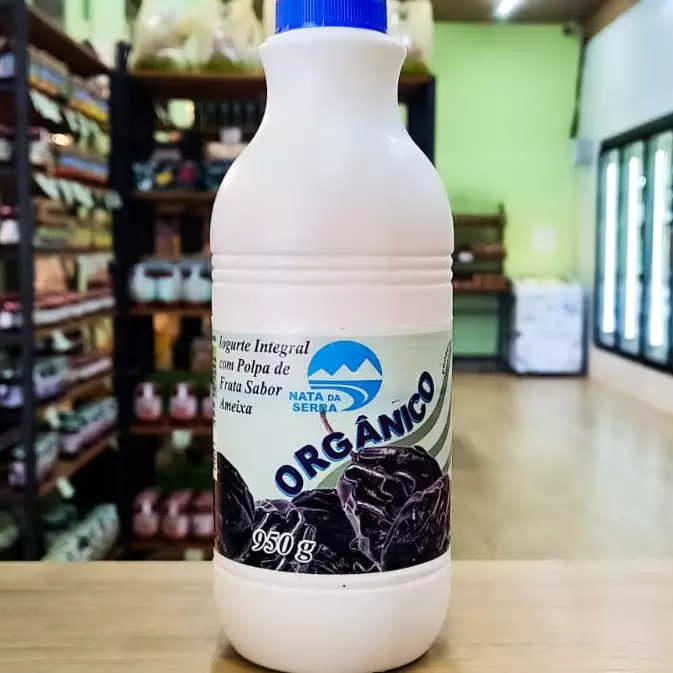 Iogurte Integral
com Polpa de
Fruta Sabor
Ameixa
NATA DA
SERRA
ORGÂNICO
950 g